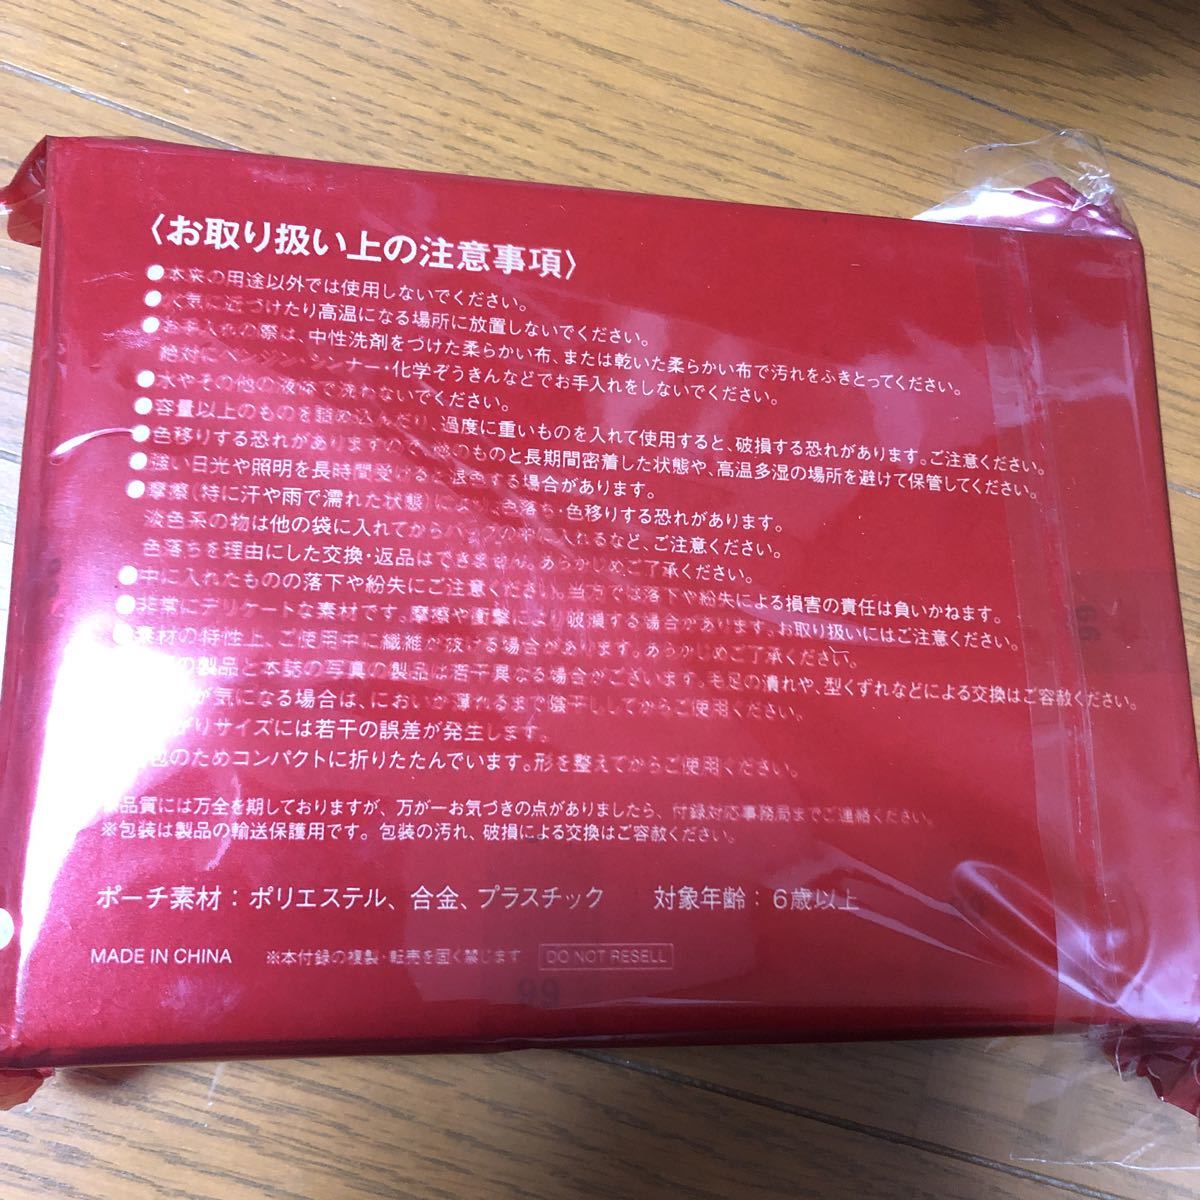 〈お取り扱い上の注意事項〉
●本来の用途以外では使用しないでください。
●火気に近づけたり高温になる場所に放置しないでください。
●お手入れの際は、中性洗剤をつけた柔らかい布、または乾いた柔らかい布で汚れをふきとってください。
絶対にベンジン・シンナー・化学ぞうきんなどでお手入れをしないでください。
●水やその他の液体で洗わないでください。
●容量以上のものを詰め込んだり、過度に重いものを入れて使用すると、破損する恐れがあります。ご注意ください。
●色移りする恐れがありますので、他のものと長期間密着した状態や、高温多湿の場所を避けて保管してください。
●強い日光や照明を長時間受けると退色する場合があります。
●摩擦(特に汗や雨で濡れた状態)により、色落ち・色移りする恐れがあります。
淡色系の物は他の袋に入れてからバッグの中に入れるなど、ご注意ください。
色落ちを理由にした交換・返品はできません。あらかじめご了承ください。
●中に入れたものの落下や紛失にご注意ください。当方では落下や紛失による損害の責任は負いかねます。
●非常にデリケートな素材です。摩擦や衝撃により破損する場合があります。お取り扱いにはご注意ください。
●素材の特性上、ご使用中に繊維が抜ける場合があります。あらかじめご了承ください。
の製品と本誌の写真の製品は若干異なる場合がございます。毛足の潰れや、型くずれなどによる交換はご容赦ください。
が気になる場合は、においが薄れるまで陰干ししてからご使用ください。
がりサイズには若干の誤差が発生します。
包のためコンパクトに折りたたんでいます。形を整えてからご使用ください。
品質には万全を期しておりますが、万が一お気づきの点がありましたら、付録対応事務局までご連絡ください。
※包装は製品の輸送保護用です。包装の汚れ、破損による交換はご容赦ください。
ポーチ素材：ポリエステル、合金、プラスチック　対象年齢：6歳以上
MADE IN CHINA　※本付録の複製・転売を固く禁じます　DO NOT RESELL